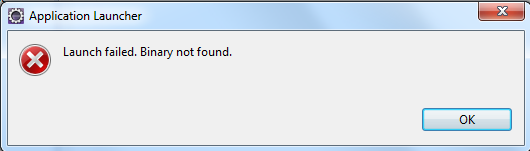 Application Launcher
Launch failed. Binary not found.
OK